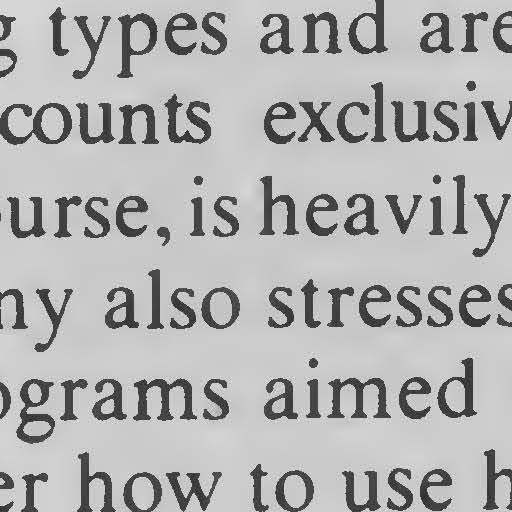 g types and are
counts exclusiv
urse, is heavily
ny also stresses
ograms aimed
er how to use h